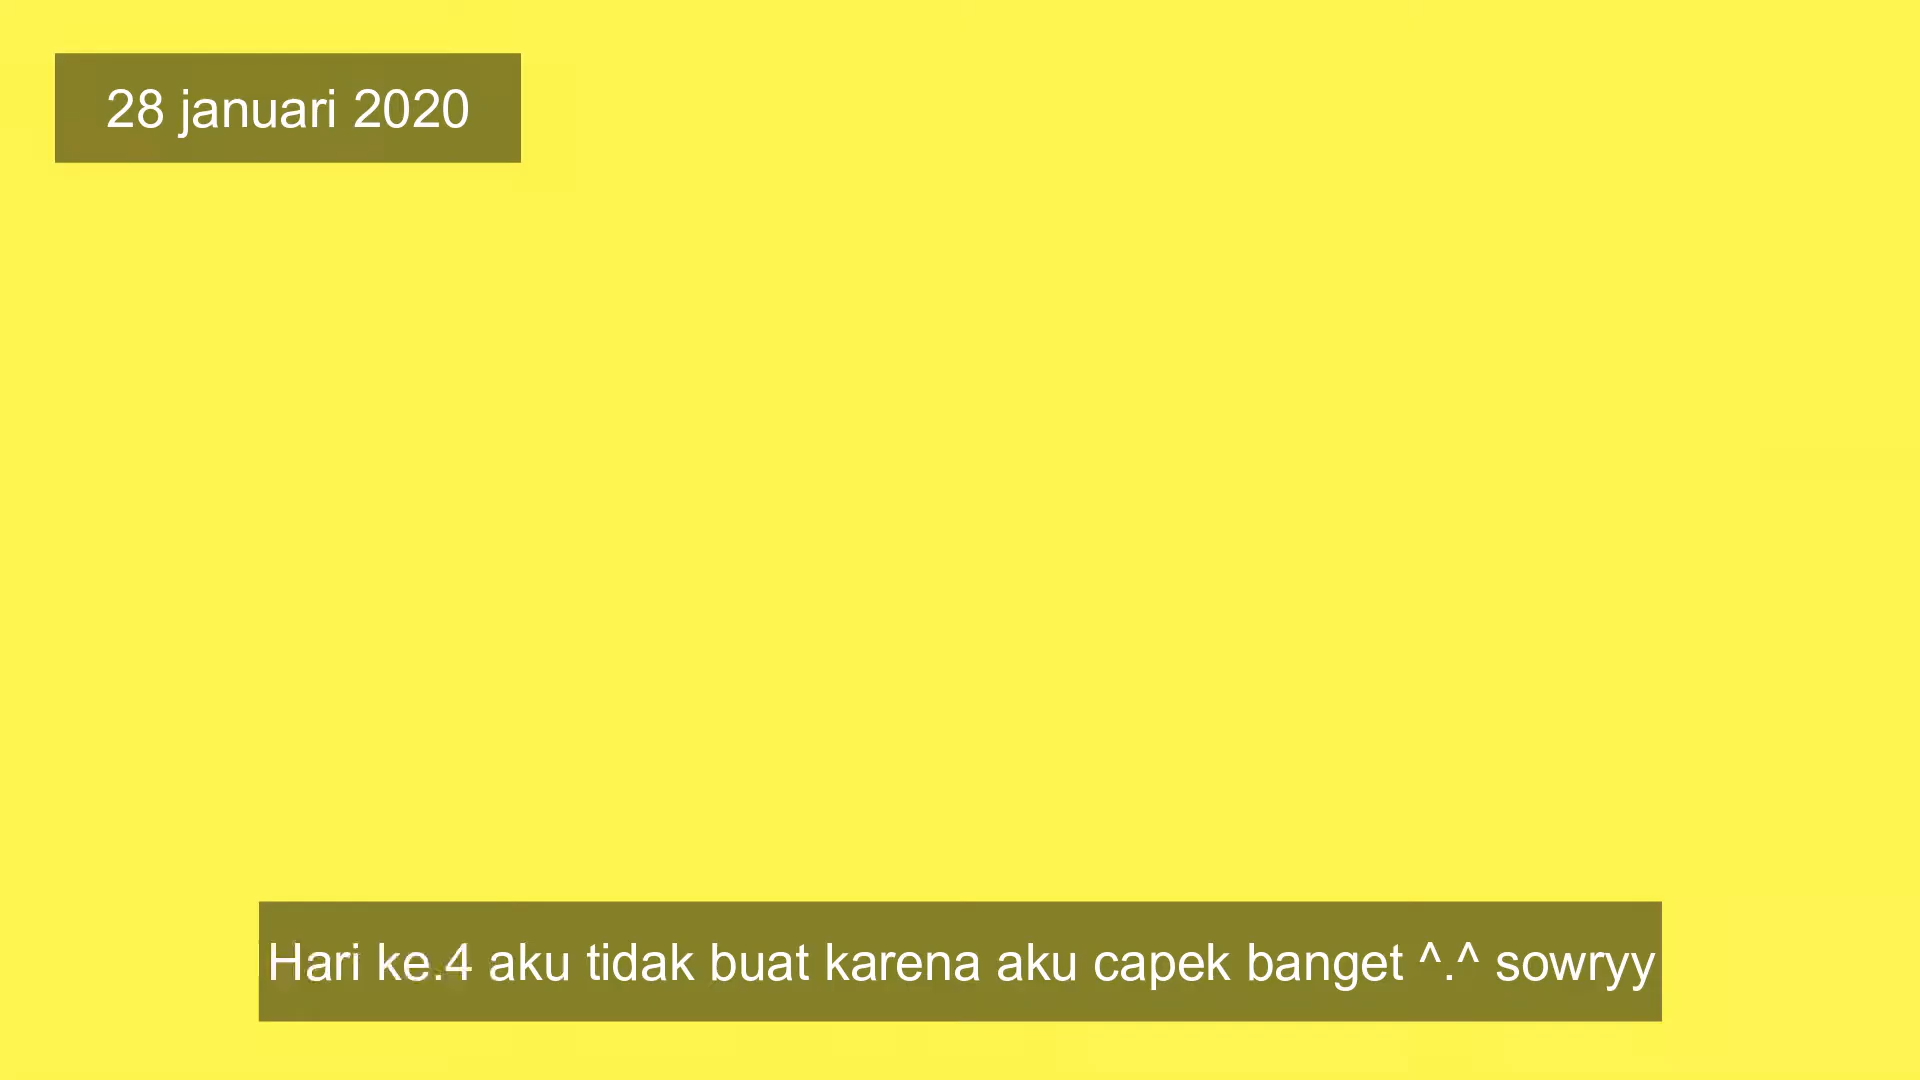 28 januari 2020
Hari ke.4 aku tidak buat karena aku capek banget ^.^ sowryy